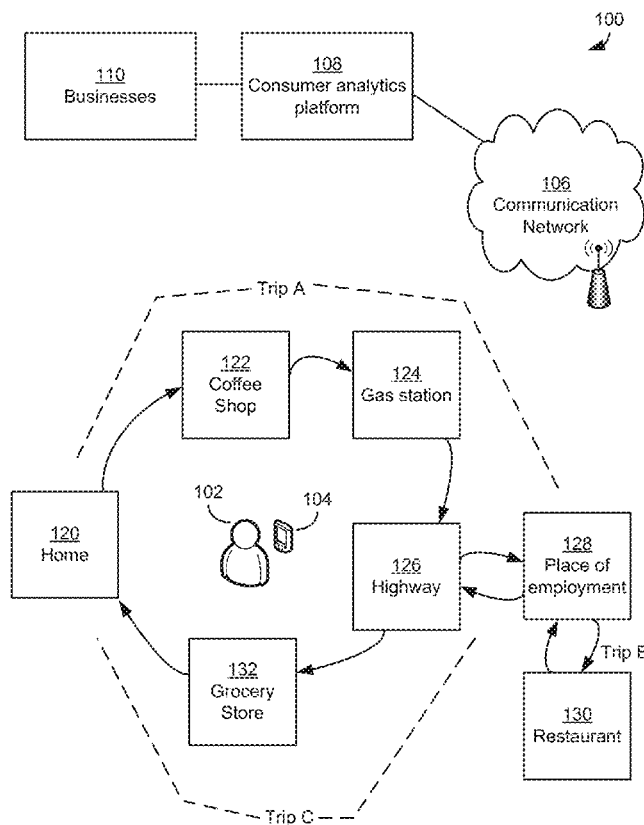 100
110
Businesses
108
Consumer analytics
platform
106
Communication
Network
Trip A
122
Coffee
Shop
124
Gas station
102
104
120
Home
126
Highway
128
Place of
employment
132
Grocery
Store
Trip B
130
Restaurant
Trip C